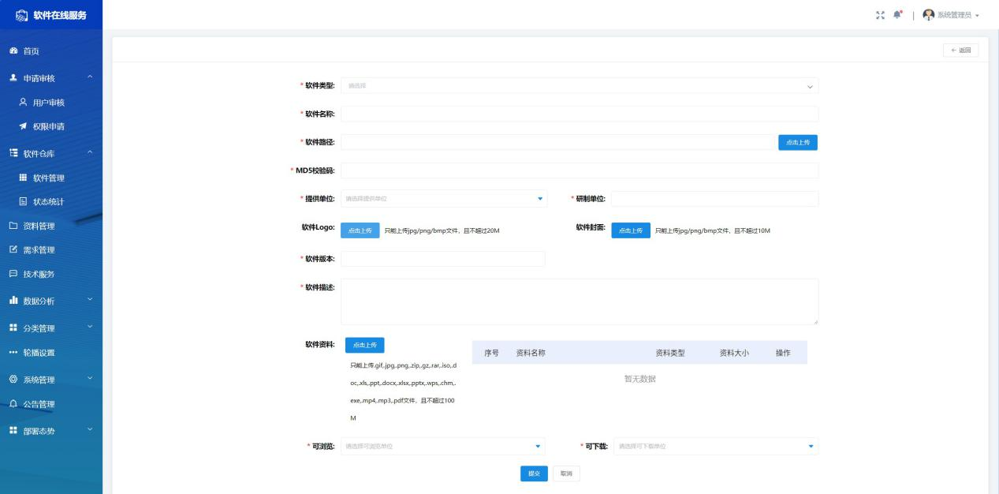 软件在线服务
系统管理员
首页
申请审核
用户审核
权限申请
软件仓库
软件管理
状态统计
资料管理
需求管理
技术服务
数据分析
分类管理
轮播设置
系统管理
公告管理
部署态势
← 返回
* 软件类型: 请选择
* 软件名称:
* 软件路径: 点击上传
* MD5校验码:
* 提供单位: 请选择提供单位 * 研制单位:
软件Logo: 点击上传 只能上传jpg/png/bmp文件，且不超过20M 软件封面: 点击上传 只能上传jpg/png/bmp文件，且不超过10M
* 软件版本:
* 软件描述:
软件资料: 点击上传
只能上传.gif,.jpg,.png,.zip,.gz,.rar,.iso,.d
oc,.xls,.ppt,.docx,.xlsx,.pptx,.wps,.chm,.
exe,.mp4,.mp3,.pdf文件，且不超过100
M
序号 资料名称 资料类型 资料大小 操作
暂无数据
* 可浏览: 请选择可浏览单位 * 可下载: 请选择可下载单位
提交 取消